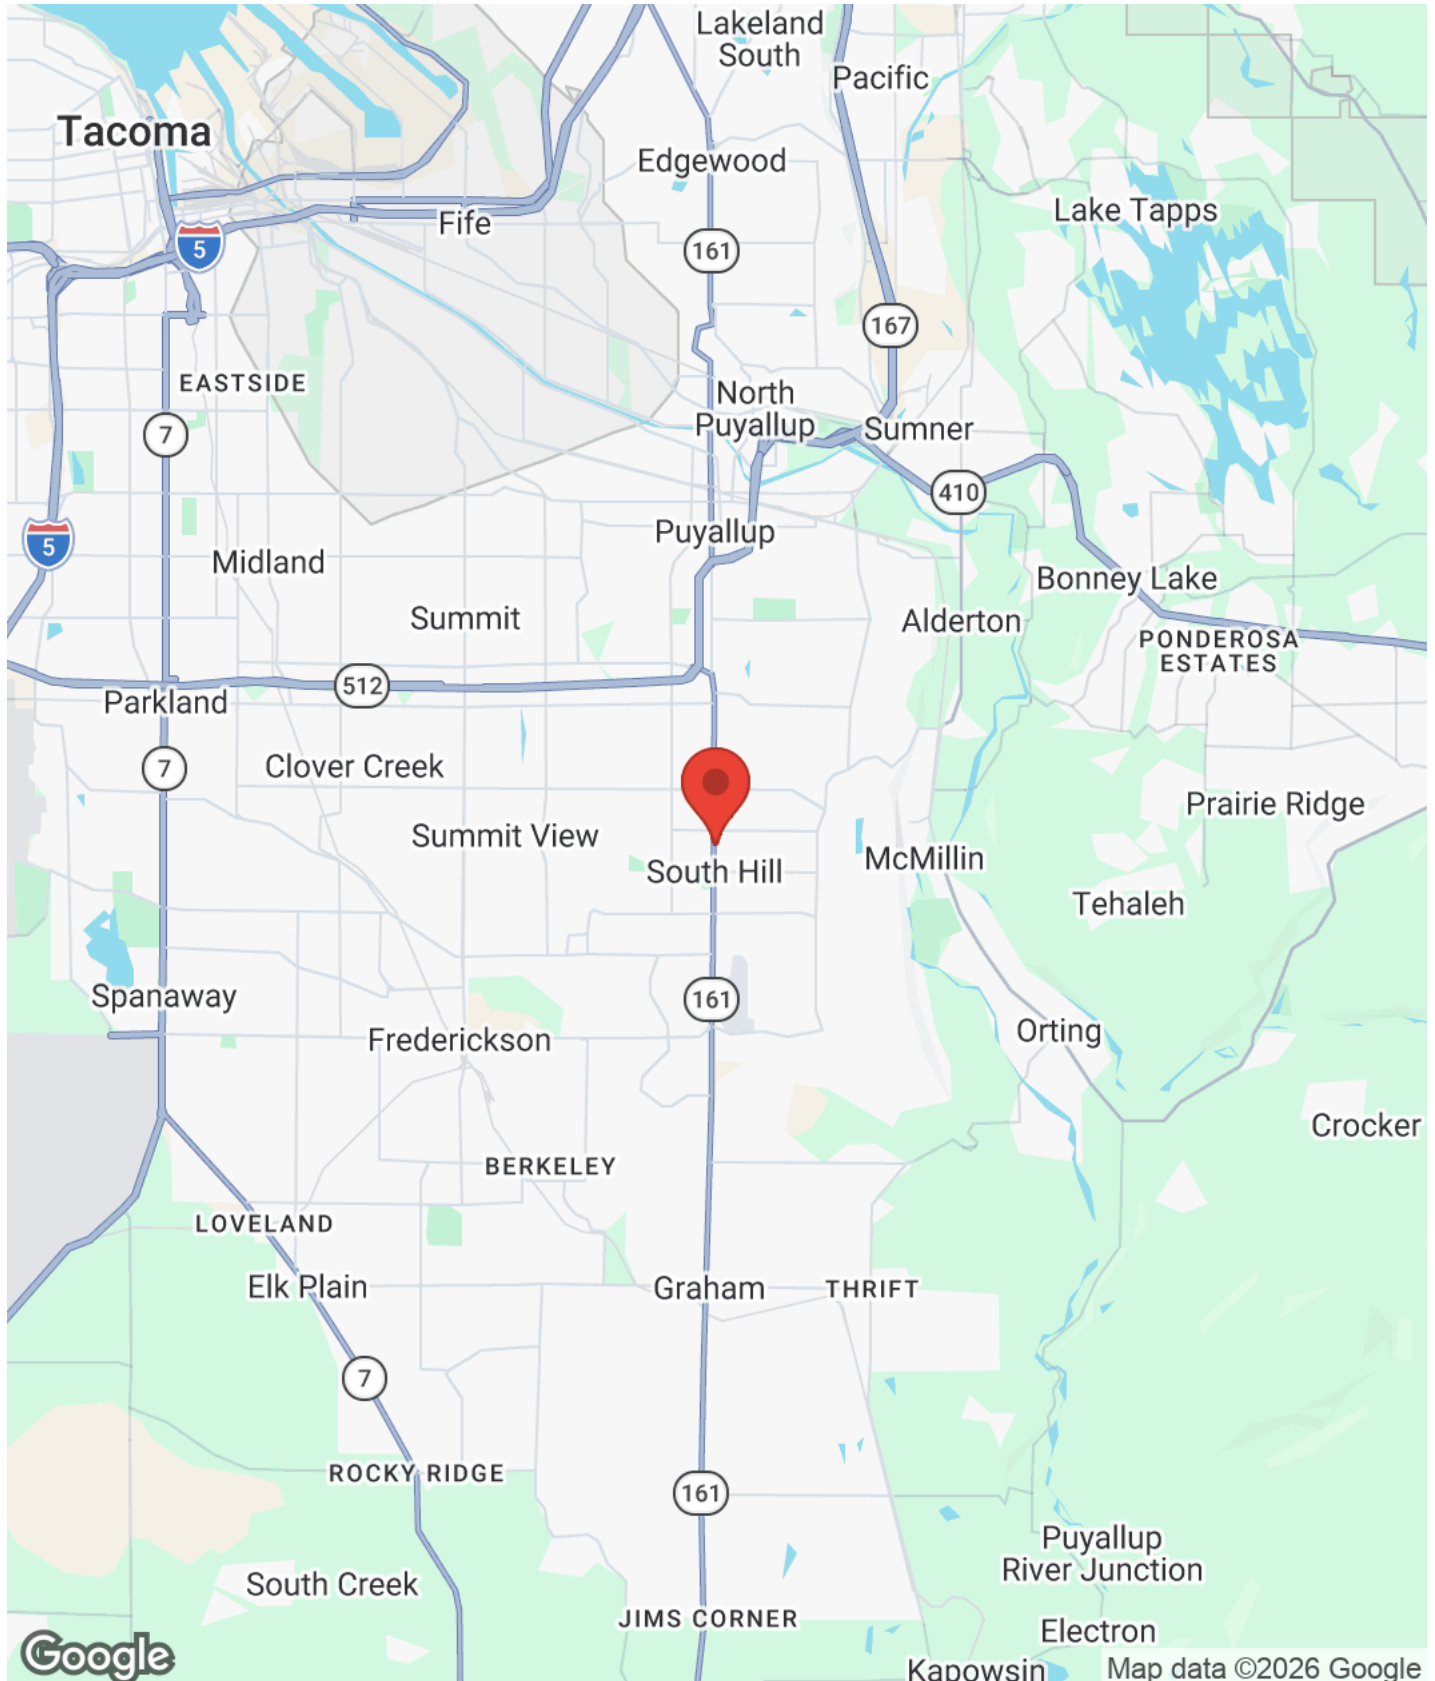 Lakeland
South
Pacific
Tacoma
Edgewood
Lake Tapps
Fife
5
161
167
EASTSIDE
North
Puyallup
7
Sumner
410
Puyallup
5
Midland
Bonney Lake
Summit
Alderton
PONDEROSA
ESTATES
512
Parkland
7
Clover Creek
Prairie Ridge
Summit View
McMillin
South Hill
Tehaleh
Spanaway
161
Orting
Frederickson
Crocker
BERKELEY
LOVELAND
Elk Plain
Graham
THRIFT
7
ROCKY RIDGE
161
Puyallup
River Junction
South Creek
JIMS CORNER
Electron
Google
Kapowsin
Map data ©2026 Google